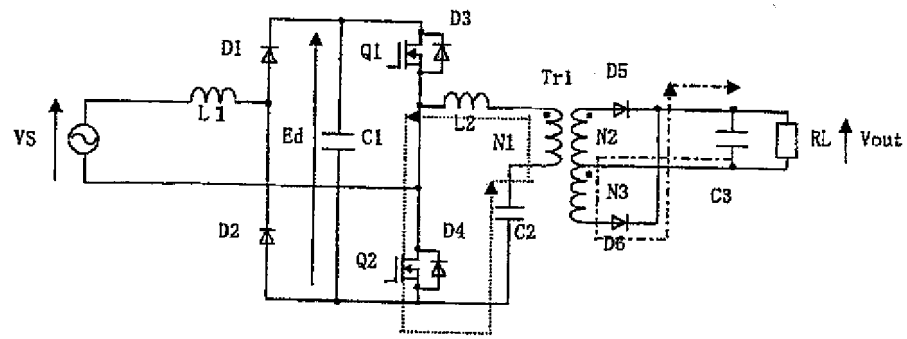 D3
D1
Q1
Tr1
D5
L1
L2
VS
Ed
C1
N1
N2
RL
Vout
N3
C3
D2
D4
C2
Q2
D6